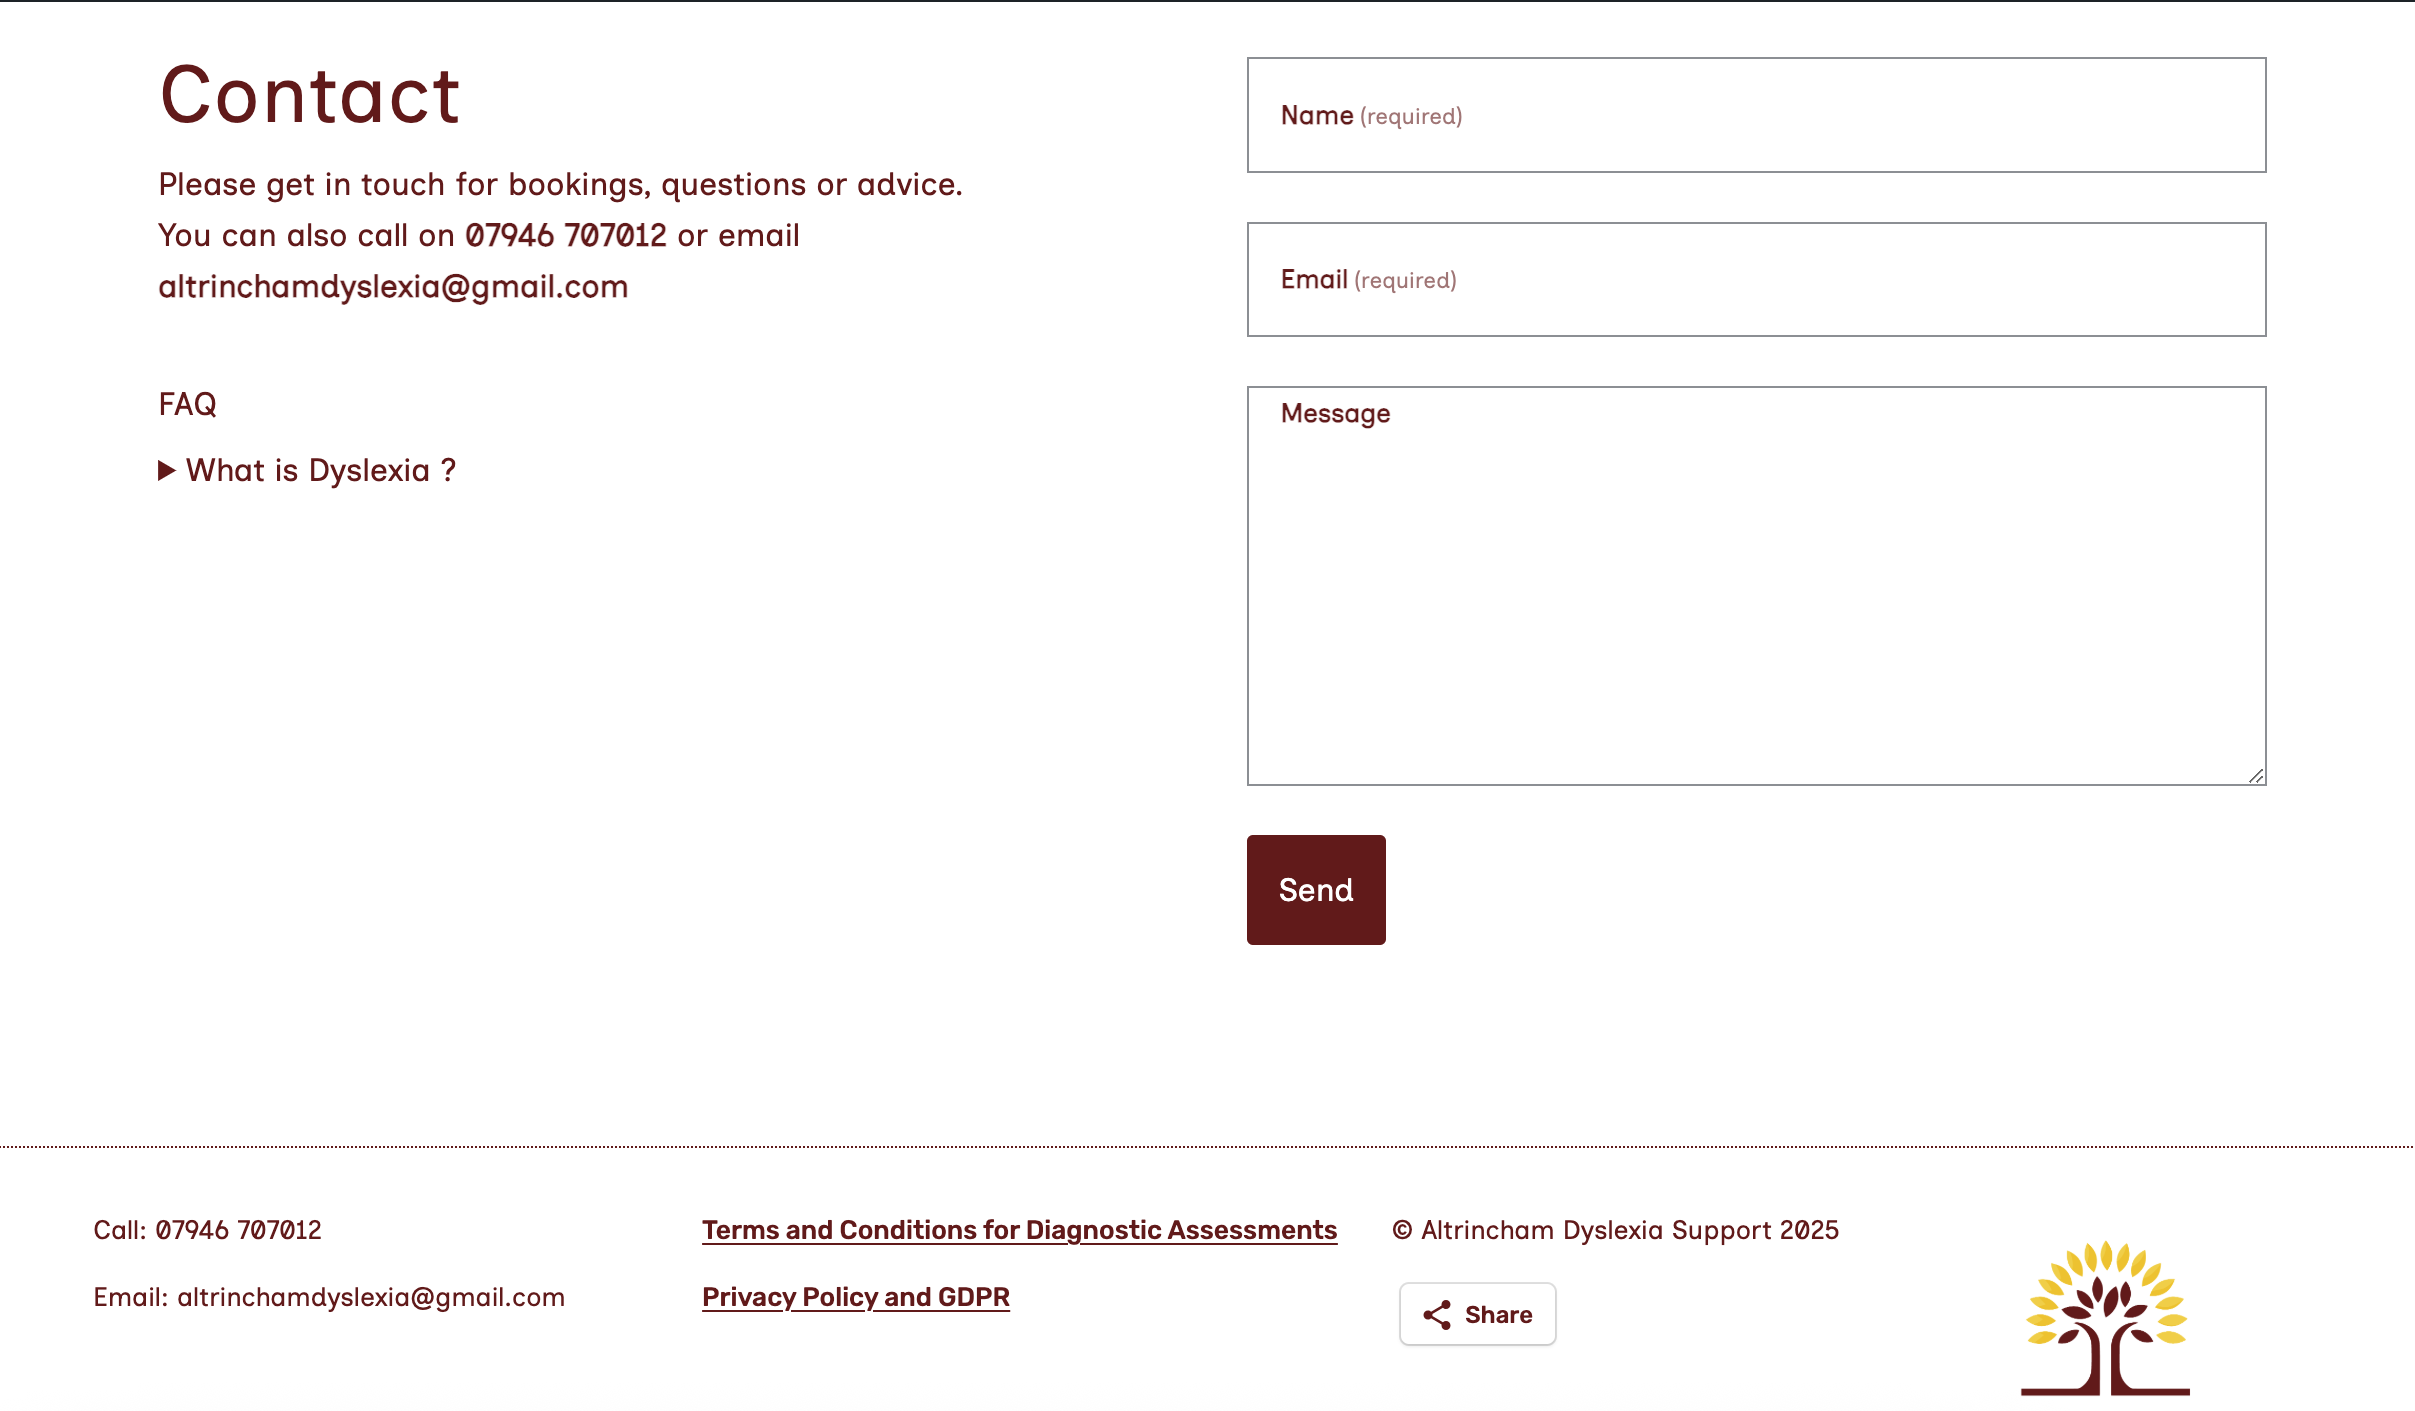 Contact
Please get in touch for bookings, questions or advice.
You can also call on 07946 707012 or email
altrinchamdyslexia@gmail.com
FAQ
What is Dyslexia ?
Name (required)
Email (required)
Message
Send
Call: 07946 707012
Email: altrinchamdyslexia@gmail.com
Terms and Conditions for Diagnostic Assessments
Privacy Policy and GDPR
© Altrincham Dyslexia Support 2025
Share